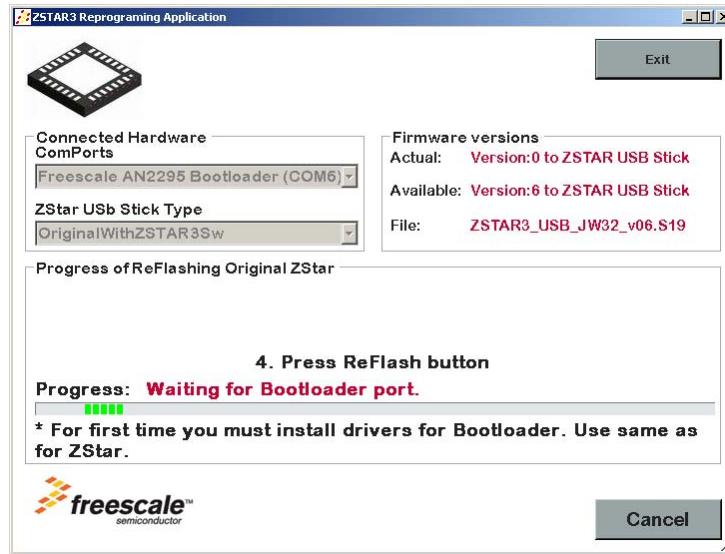 ZSTAR3 Reprograming Application
Exit
Connected Hardware
ComPorts
Freescale AN2295 Bootloader (COM6)
ZStar USb Stick Type
OriginalWithZSTAR3Sw
Firmware versions
Actual: Version:0 to ZSTAR USB Stick
Available: Version:6 to ZSTAR USB Stick
File: ZSTAR3_USB_JW32_v06.S19
Progress of ReFlashing Original ZStar
4. Press ReFlash button
Progress: Waiting for Bootloader port.
* For first time you must install drivers for Bootloader. Use same as
for ZStar.
freescale™
semiconductor
Cancel